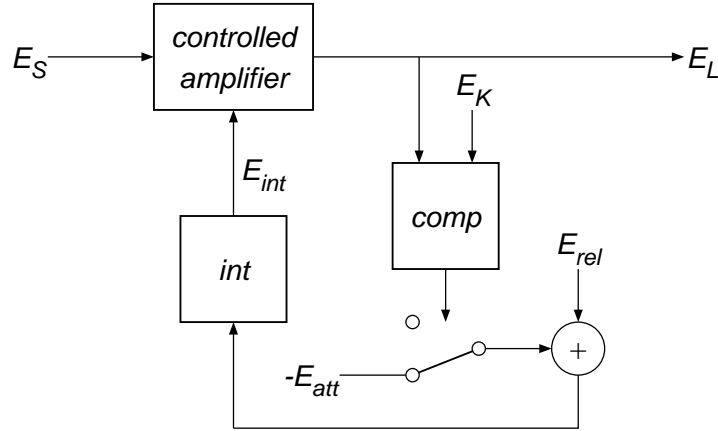 controlled
amplifier
E_S
E_L
E_K
E_int
comp
int
E_rel
+
-E_att